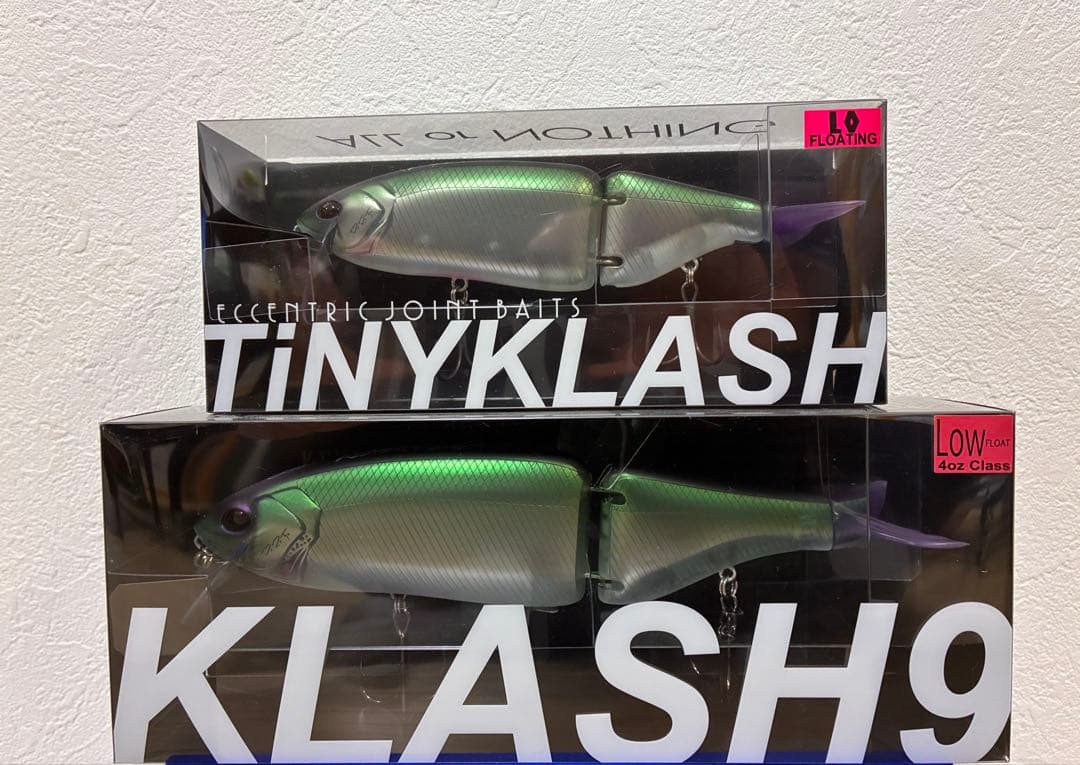 ALL or NOTHING
LO
FLOATING
ECCENTRIC JOINT BAITS
TiNYKLASH
LOW FLOAT
4oz Class
KLASH9